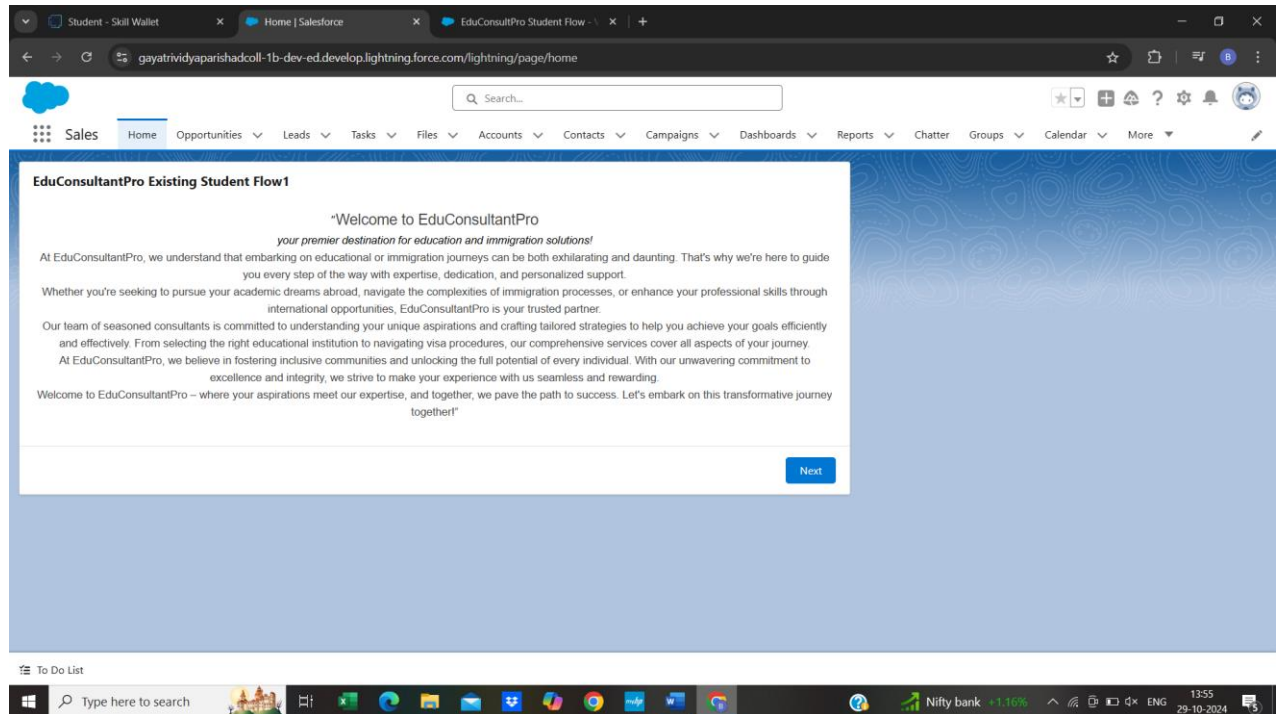 Student - Skill Wallet
Home | Salesforce
EduConsultPro Student Flow - V
gayatrividyaparishadcoll-1b-dev-ed.develop.lightning.force.com/lightning/page/home
B
Search...
Sales
Home
Opportunities
Leads
Tasks
Files
Accounts
Contacts
Campaigns
Dashboards
Reports
Chatter
Groups
Calendar
More
EduConsultantPro Existing Student Flow1
"Welcome to EduConsultantPro
your premier destination for education and immigration solutions!
At EduConsultantPro, we understand that embarking on educational or immigration journeys can be both exhilarating and daunting. That's why we're here to guide
you every step of the way with expertise, dedication, and personalized support.
Whether you're seeking to pursue your academic dreams abroad, navigate the complexities of immigration processes, or enhance your professional skills through
international opportunities, EduConsultantPro is your trusted partner.
Our team of seasoned consultants is committed to understanding your unique aspirations and crafting tailored strategies to help you achieve your goals efficiently
and effectively. From selecting the right educational institution to navigating visa procedures, our comprehensive services cover all aspects of your journey.
At EduConsultantPro, we believe in fostering inclusive communities and unlocking the full potential of every individual. With our unwavering commitment to
excellence and integrity, we strive to make your experience with us seamless and rewarding.
Welcome to EduConsultantPro – where your aspirations meet our expertise, and together, we pave the path to success. Let's embark on this transformative journey
together!"
Next
To Do List
Type here to search
Nifty bank +1.16%
ENG
13:55
29-10-2024
5